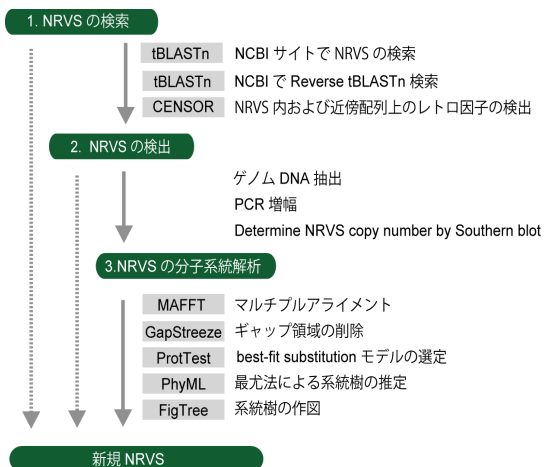 1. NRVS の検索
tBLASTn NCBI サイトで NRVS の検索
tBLASTn NCBI で Reverse tBLASTn 検索
CENSOR NRVS 内および近傍配列上のレトロ因子の検出
2. NRVS の検出
ゲノム DNA 抽出
PCR 増幅
Determine NRVS copy number by Southern blot
3.NRVS の分子系統解析
MAFFT マルチプルアライメント
GapStreeze ギャップ領域の削除
ProtTest best-fit substitution モデルの選定
PhyML 最尤法による系統樹の推定
FigTree 系統樹の作図
新規 NRVS